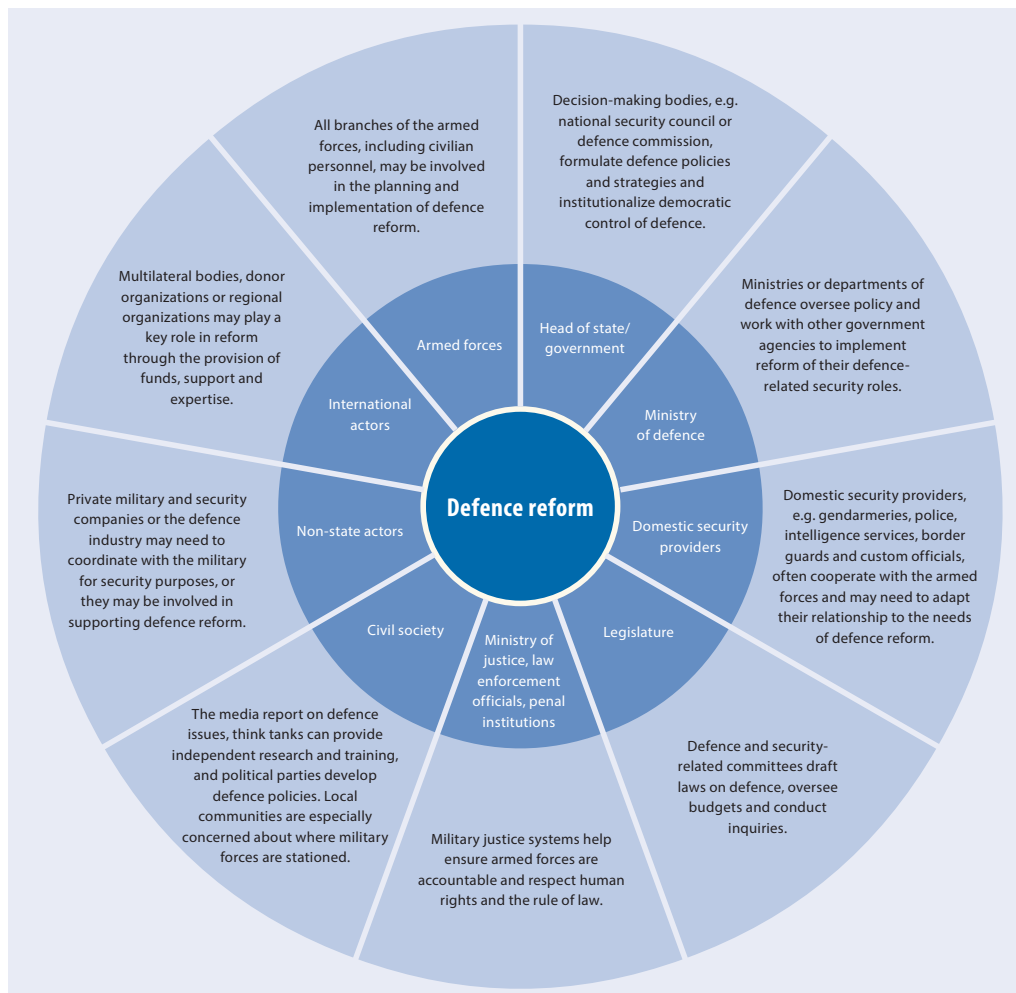 Defence reform
Head of state/
government
Decision-making bodies, e.g.
national security council or
defence commission,
formulate defence policies
and strategies and
institutionalize democratic
control of defence.
Ministry
of defence
Ministries or departments of
defence oversee policy and
work with other government
agencies to implement
reform of their defence-
related security roles.
Domestic security
providers
Domestic security providers,
e.g. gendarmeries, police,
intelligence services, border
guards and custom officials,
often cooperate with the armed
forces and may need to adapt
their relationship to the needs
of defence reform.
Legislature
Defence and security-
related committees draft
laws on defence, oversee
budgets and conduct
inquiries.
Ministry of
justice, law
enforcement
officials, penal
institutions
Military justice systems help
ensure armed forces are
accountable and respect human
rights and the rule of law.
Civil society
The media report on defence
issues, think tanks can provide
independent research and training,
and political parties develop
defence policies. Local
communities are especially
concerned about where military
forces are stationed.
Non-state actors
Private military and security
companies or the defence
industry may need to
coordinate with the military
for security purposes, or
they may be involved in
supporting defence reform.
International
actors
Multilateral bodies, donor
organizations or regional
organizations may play a
key role in reform
through the provision of
funds, support and
expertise.
Armed forces
All branches of the armed
forces, including civilian
personnel, may be involved
in the planning and
implementation of defence
reform.